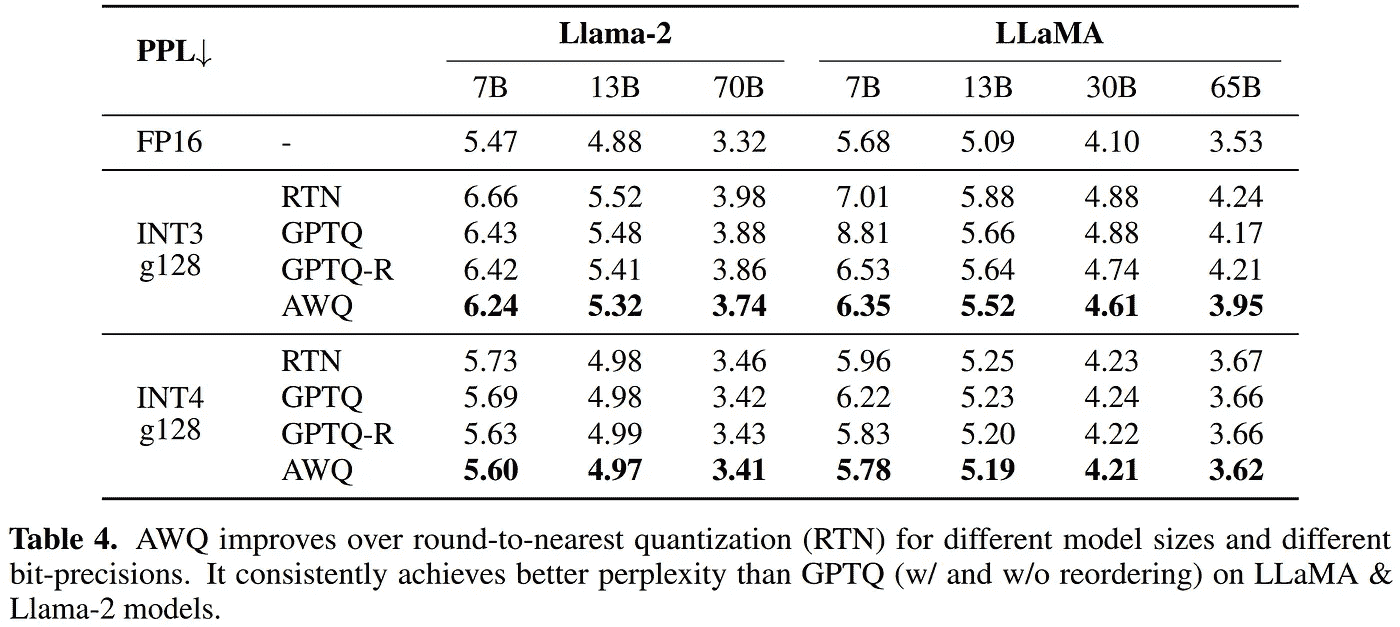 PPL↓ Llama-2 LLaMA
7B 13B 70B 7B 13B 30B 65B
FP16 - 5.47 4.88 3.32 5.68 5.09 4.10 3.53
INT3 g128
RTN 6.66 5.52 3.98 7.01 5.88 4.88 4.24
GPTQ 6.43 5.48 3.88 8.81 5.66 4.88 4.17
GPTQ-R 6.42 5.41 3.86 6.53 5.64 4.74 4.21
AWQ 6.24 5.32 3.74 6.35 5.52 4.61 3.95
INT4 g128
RTN 5.73 4.98 3.46 5.96 5.25 4.23 3.67
GPTQ 5.69 4.98 3.42 6.22 5.23 4.24 3.66
GPTQ-R 5.63 4.99 3.43 5.83 5.20 4.22 3.66
AWQ 5.60 4.97 3.41 5.78 5.19 4.21 3.62
Table 4. AWQ improves over round-to-nearest quantization (RTN) for different model sizes and different
bit-precisions. It consistently achieves better perplexity than GPTQ (w/ and w/o reordering) on LLaMA &
Llama-2 models.